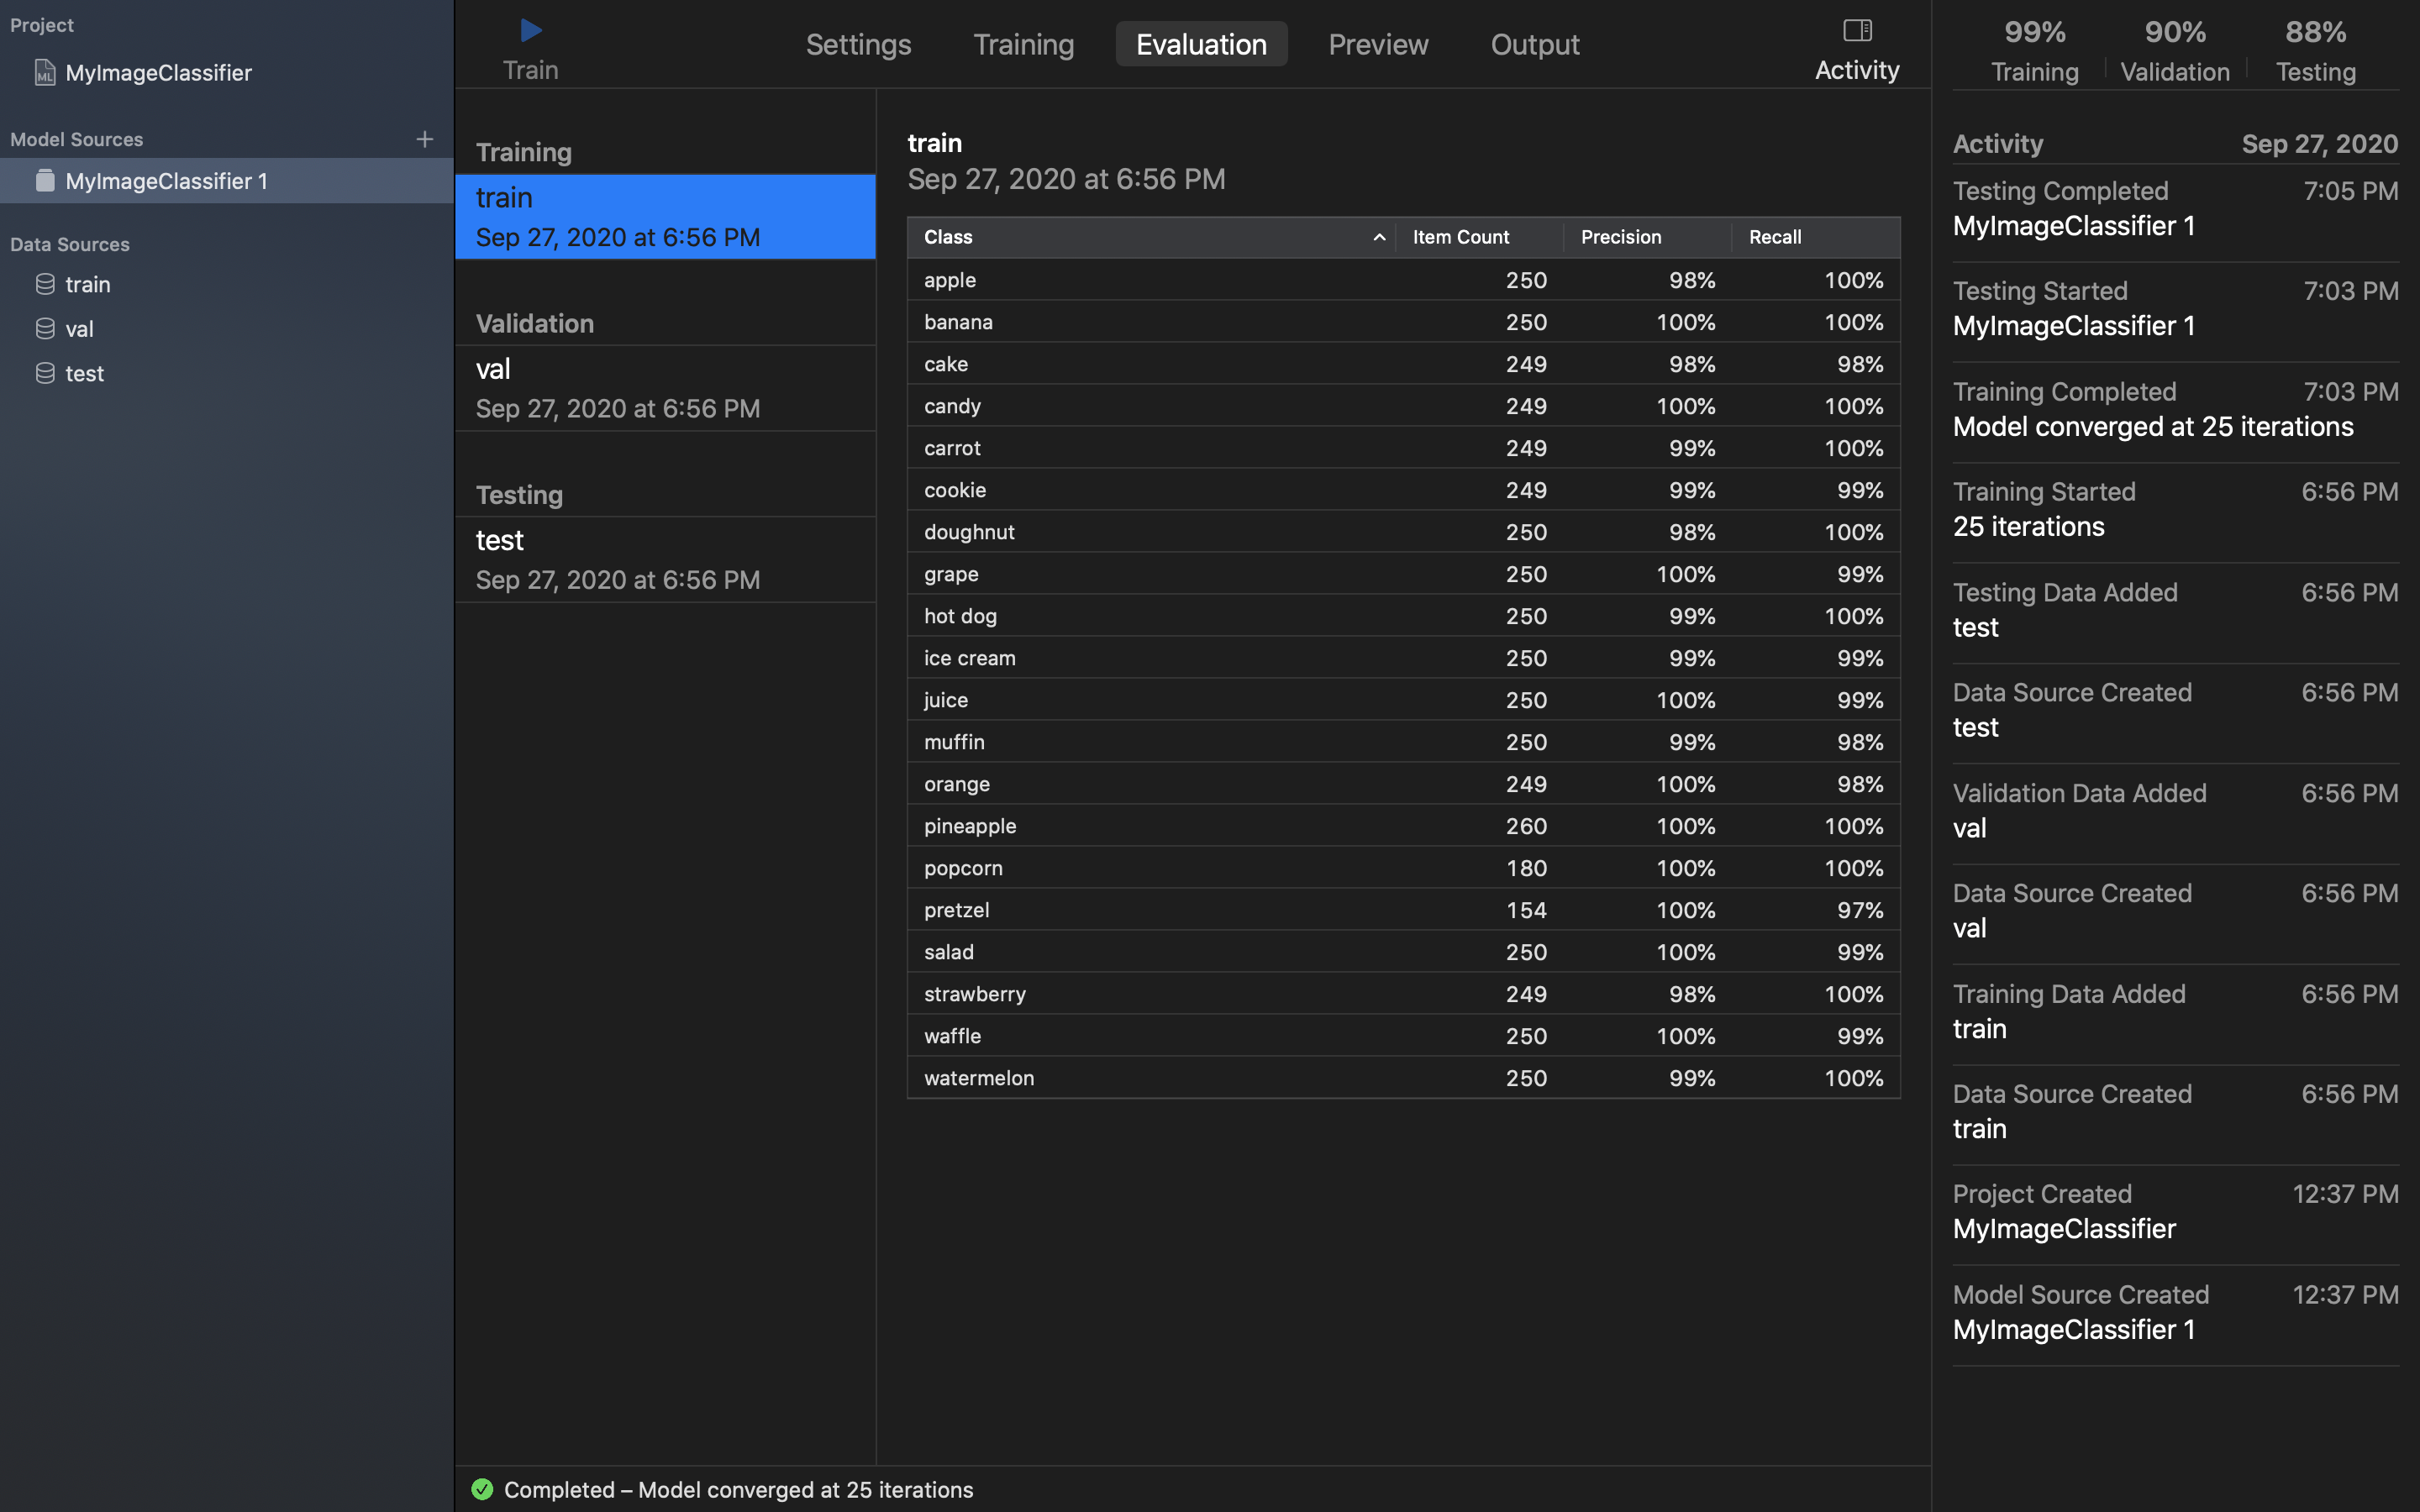 Project
MyImageClassifier
Model Sources
MyImageClassifier 1
Data Sources
train
val
test
Train
Settings Training Evaluation Preview Output
Activity
Training
train
Sep 27, 2020 at 6:56 PM
Validation
val
Sep 27, 2020 at 6:56 PM
Testing
test
Sep 27, 2020 at 6:56 PM
train
Sep 27, 2020 at 6:56 PM
Class Item Count Precision Recall
apple 250 98% 100%
banana 250 100% 100%
cake 249 98% 98%
candy 249 100% 100%
carrot 249 99% 100%
cookie 249 99% 99%
doughnut 250 98% 100%
grape 250 100% 99%
hot dog 250 99% 100%
ice cream 250 99% 99%
juice 250 100% 99%
muffin 250 99% 98%
orange 249 100% 98%
pineapple 260 100% 100%
popcorn 180 100% 100%
pretzel 154 100% 97%
salad 250 100% 99%
strawberry 249 98% 100%
waffle 250 100% 99%
watermelon 250 99% 100%
Completed – Model converged at 25 iterations
99% 90% 88%
Training Validation Testing
Activity Sep 27, 2020
Testing Completed 7:05 PM
MyImageClassifier 1
Testing Started 7:03 PM
MyImageClassifier 1
Training Completed 7:03 PM
Model converged at 25 iterations
Training Started 6:56 PM
25 iterations
Testing Data Added 6:56 PM
test
Data Source Created 6:56 PM
test
Validation Data Added 6:56 PM
val
Data Source Created 6:56 PM
val
Training Data Added 6:56 PM
train
Data Source Created 6:56 PM
train
Project Created 12:37 PM
MyImageClassifier
Model Source Created 12:37 PM
MyImageClassifier 1